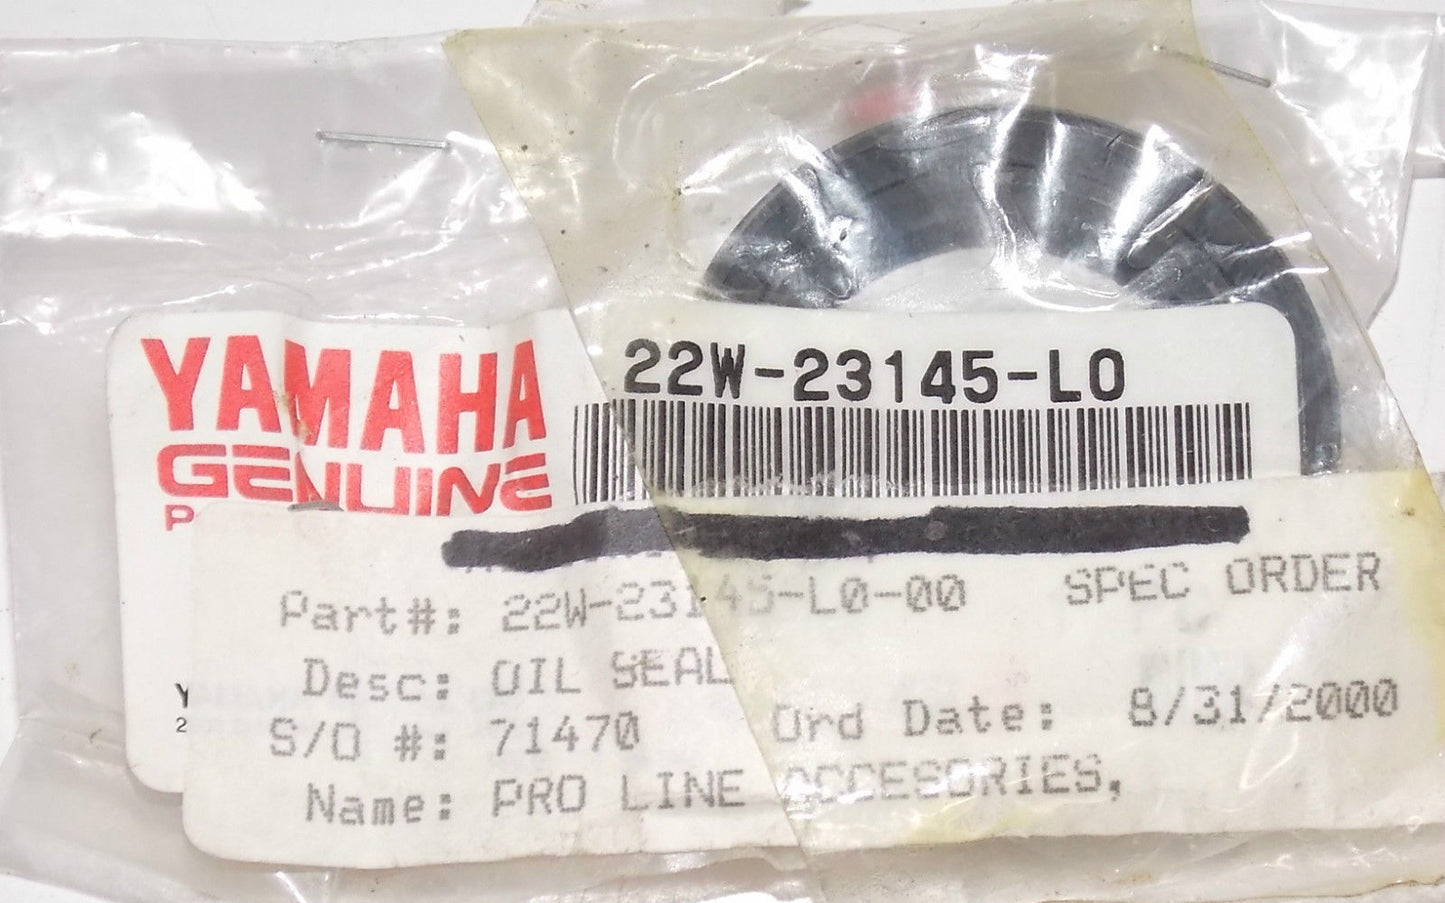 YAMAHA
GENUINE
P
22W-23145-L0
Part#: 22W-23145-L0-00 SPEC ORDER
Desc: OIL SEAL
S/O #: 71470 Ord Date: 8/31/2000
Name: PRO LINE ACCESORIES,
Y
2